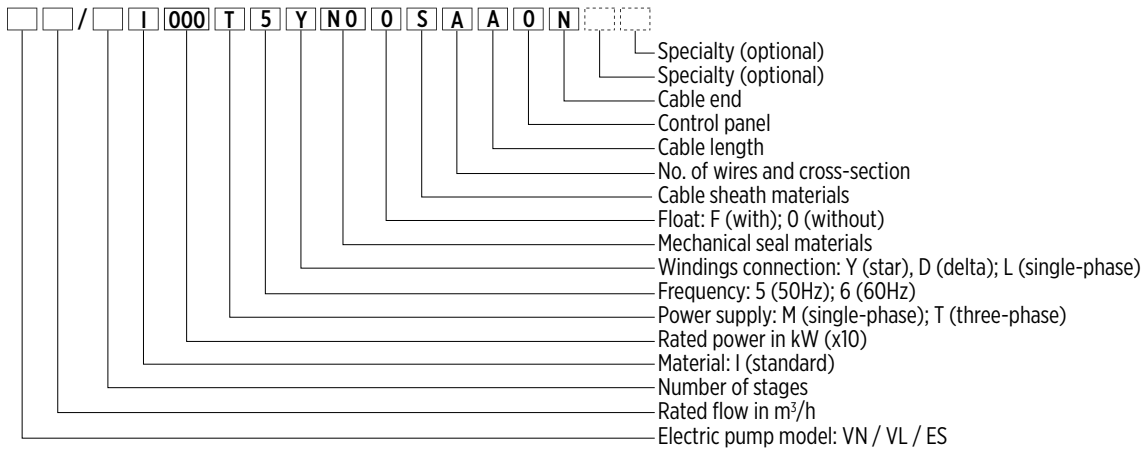 / I 000 T 5 Y N0 0 S A A 0 N
Specialty (optional)
Specialty (optional)
Cable end
Control panel
Cable length
No. of wires and cross-section
Cable sheath materials
Float: F (with); 0 (without)
Mechanical seal materials
Windings connection: Y (star), D (delta); L (single-phase)
Frequency: 5 (50Hz); 6 (60Hz)
Power supply: M (single-phase); T (three-phase)
Rated power in kW (x10)
Material: I (standard)
Number of stages
Rated flow in m³/h
Electric pump model: VN / VL / ES